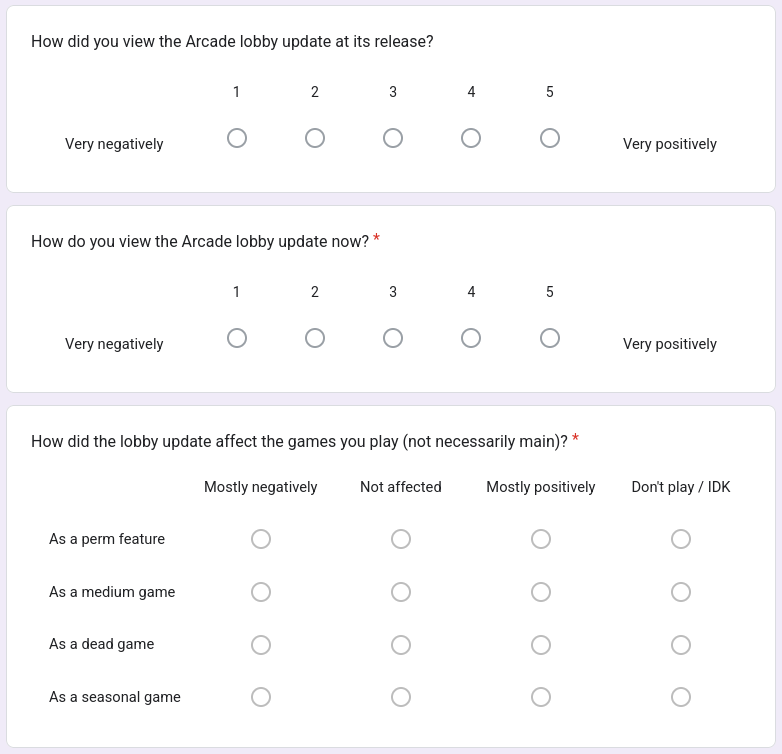 How did you view the Arcade lobby update at its release?
1 2 3 4 5
Very negatively Very positively
How do you view the Arcade lobby update now? *
1 2 3 4 5
Very negatively Very positively
How did the lobby update affect the games you play (not necessarily main)? *
Mostly negatively Not affected Mostly positively Don't play / IDK
As a perm feature
As a medium game
As a dead game
As a seasonal game